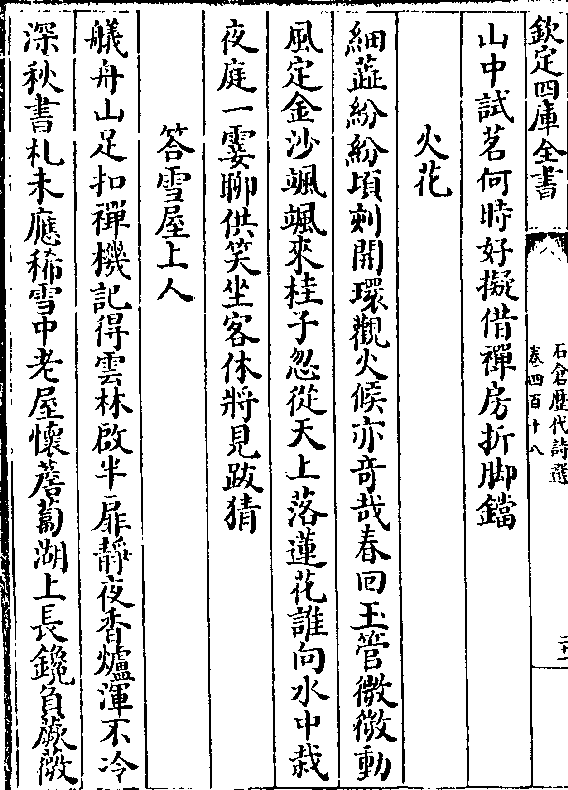 欽定四庫全書
石倉歷代詩選
卷四百十八
山中試茗何時好擬借禪房折脚鐺
火花
細蕋紛紛頃刻開環觀火候亦竒哉春回玉管微微動
風定金沙颯颯來桂子忽從天上落蓮花誰向水中栽
夜庭一霎聊供笑坐客休將見跋猜
答雪屋上人
艤舟山足扣禪機記得雲林啟半扉靜夜香爐渾不冷
深秋書札未應稀雪中老屋懷薝蔔湖上長鑱負蕨薇